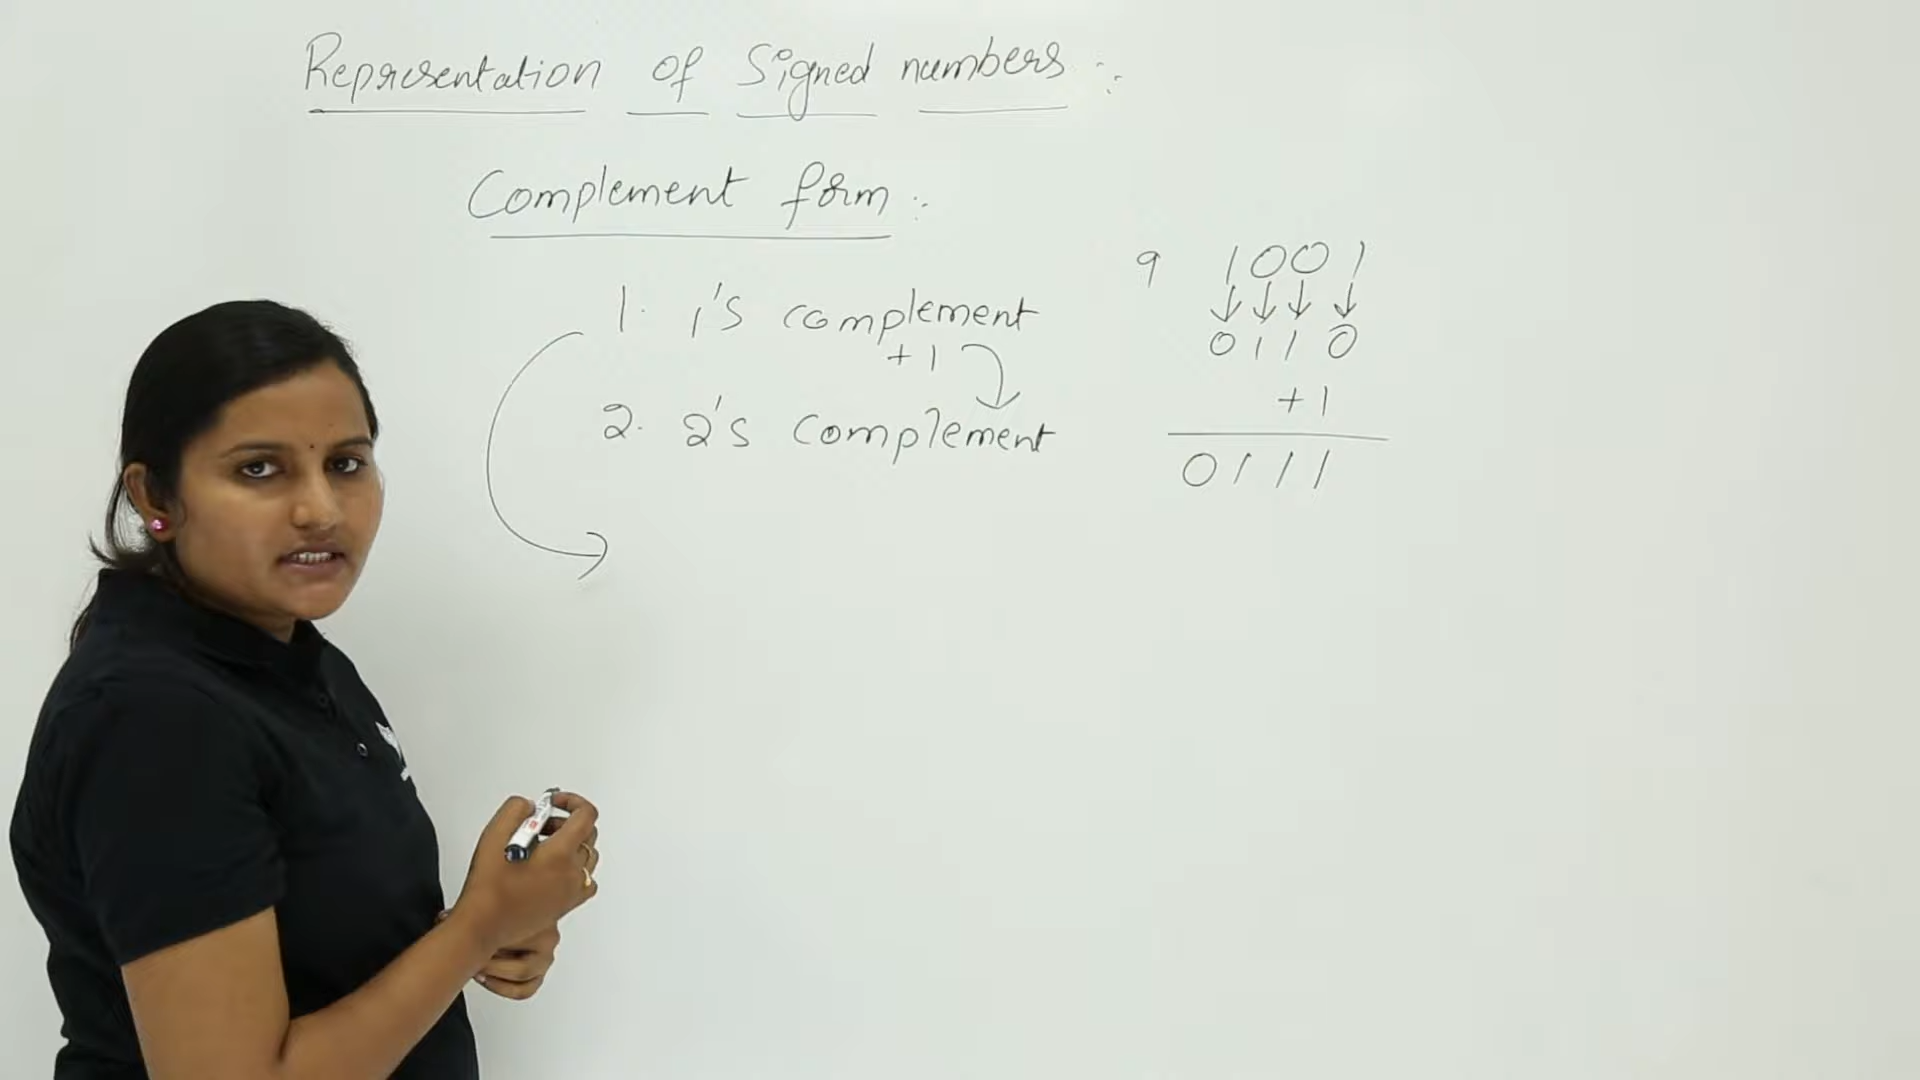 Representation of Signed numbers :-
Complement form :-
1. 1's complement
+1
2. 2's complement
9 1001
0110
+1
0111